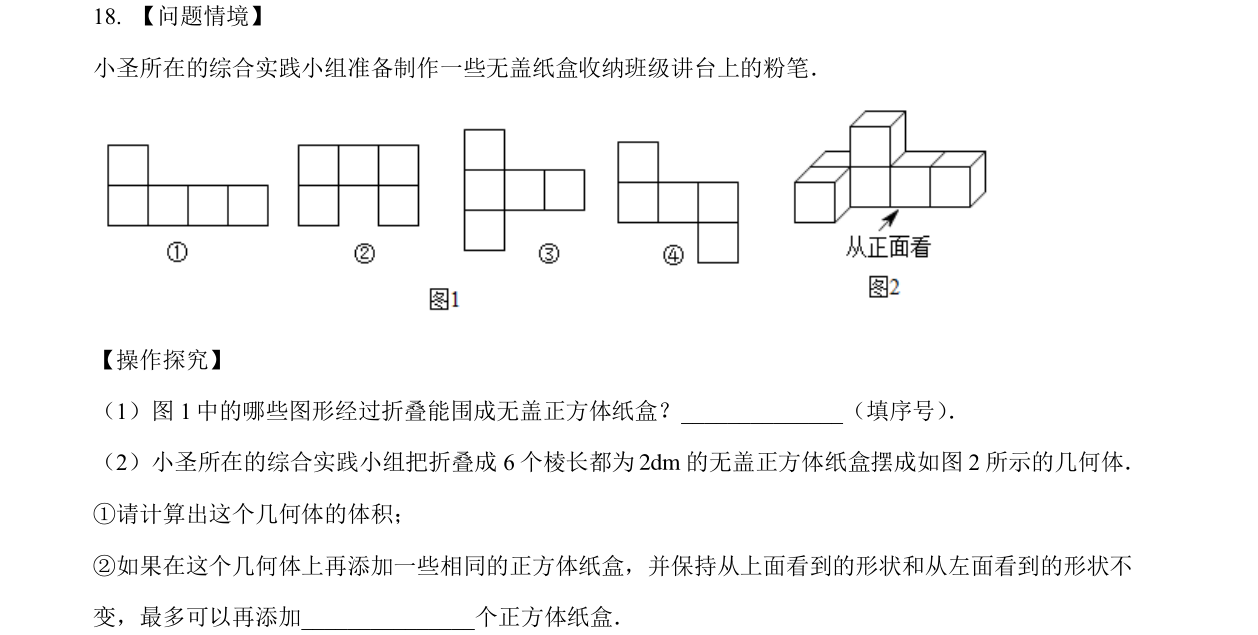 18. 【问题情境】
小圣所在的综合实践小组准备制作一些无盖纸盒收纳班级讲台上的粉笔.
① ② ③ ④
从正面看
图1 图2
【操作探究】
（1）图 1 中的哪些图形经过折叠能围成无盖正方体纸盒？______________（填序号）.
（2）小圣所在的综合实践小组把折叠成 6 个棱长都为 2dm 的无盖正方体纸盒摆成如图 2 所示的几何体.
①请计算出这个几何体的体积；
②如果在这个几何体上再添加一些相同的正方体纸盒，并保持从上面看到的形状和从左面看到的形状不
变，最多可以再添加_______________个正方体纸盒.